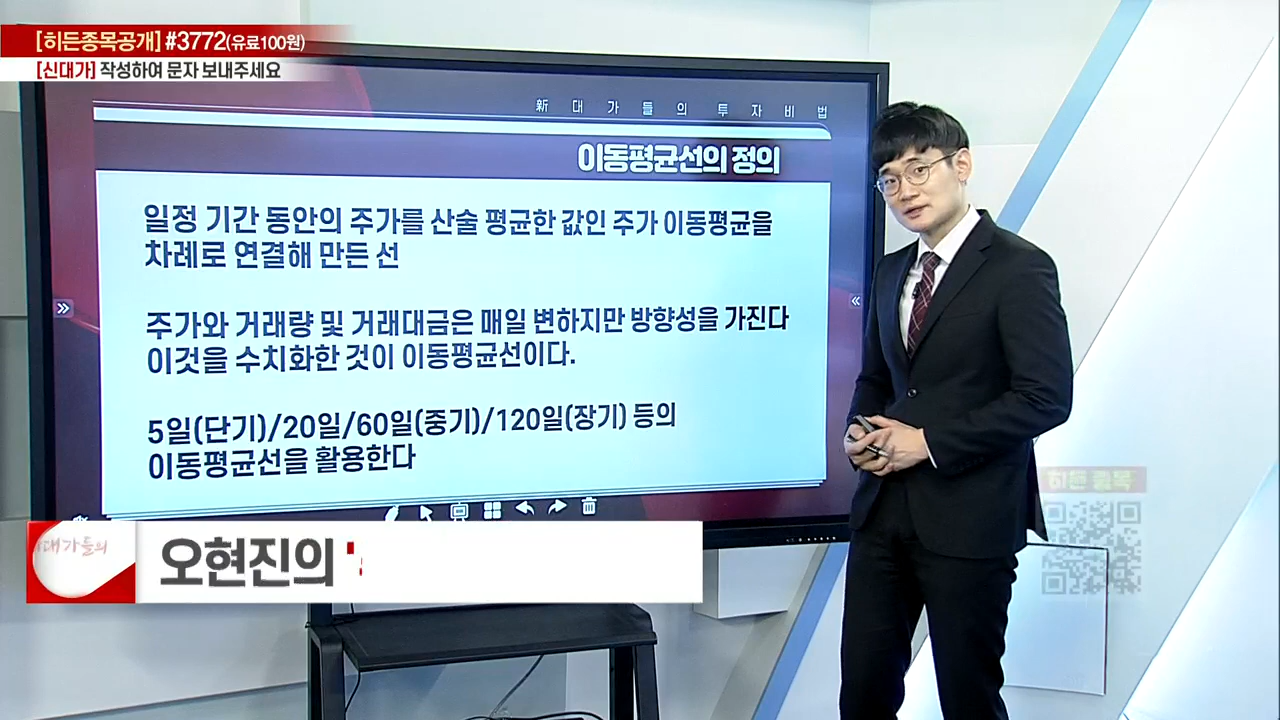 [히든종목공개] #3772(유료100원)
[신대가] 작성하여 문자 보내주세요
新 대 가 들 의 투 자 비 법
이동평균선의 정의
일정 기간 동안의 주가를 산술 평균한 값인 주가 이동평균을
차례로 연결해 만든 선
주가와 거래량 및 거래대금은 매일 변하지만 방향성을 가진다
이것을 수치화한 것이 이동평균선이다.
5일(단기)/20일/60일(중기)/120일(장기) 등의
이동평균선을 활용한다
히든 종목
대가들의
오현진의